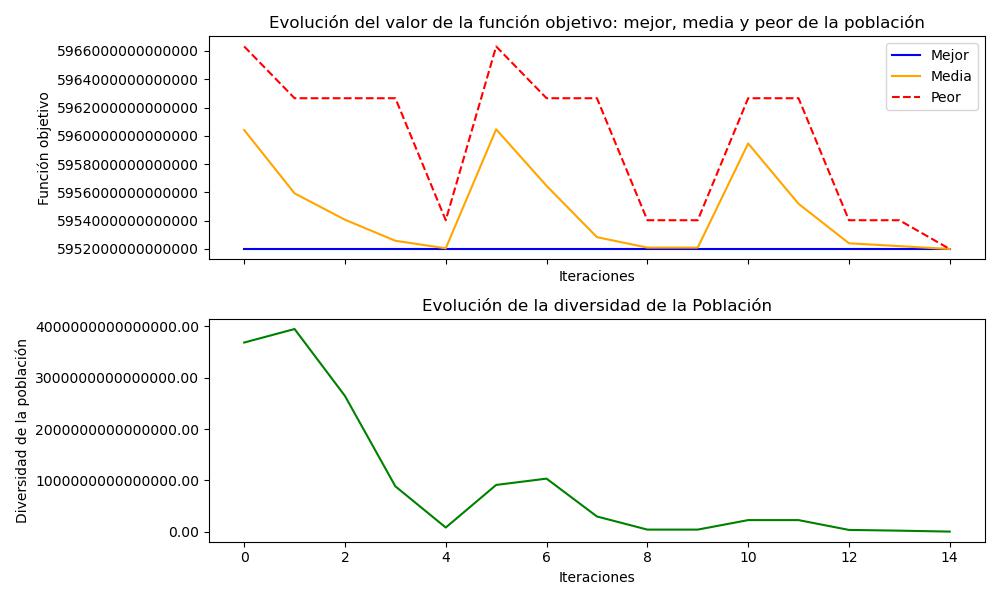 Evolución del valor de la función objetivo: mejor, media y peor de la población
Función objetivo
5966000000000000
5964000000000000
5962000000000000
5960000000000000
5958000000000000
5956000000000000
5954000000000000
5952000000000000
Mejor
Media
Peor
Iteraciones
Evolución de la diversidad de la Población
Diversidad de la población
4000000000000000.00
3000000000000000.00
2000000000000000.00
1000000000000000.00
0.00
0 2 4 6 8 10 12 14
Iteraciones